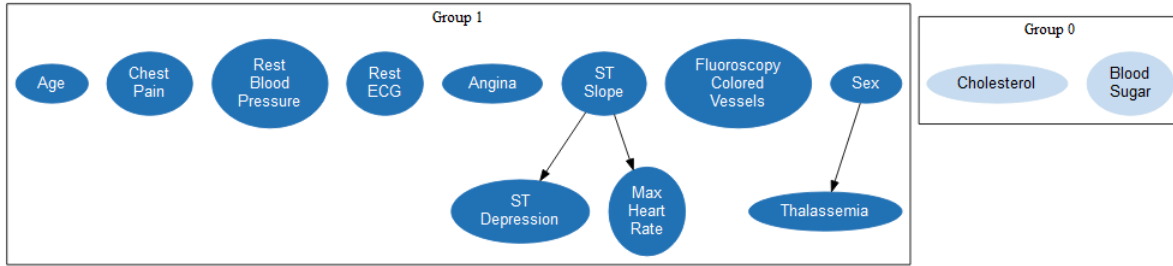 Group 1
Age
Chest
Pain
Rest
Blood
Pressure
Rest
ECG
Angina
ST
Slope
Fluoroscopy
Colored
Vessels
Sex
ST
Depression
Max
Heart
Rate
Thalassemia
Group 0
Cholesterol
Blood
Sugar